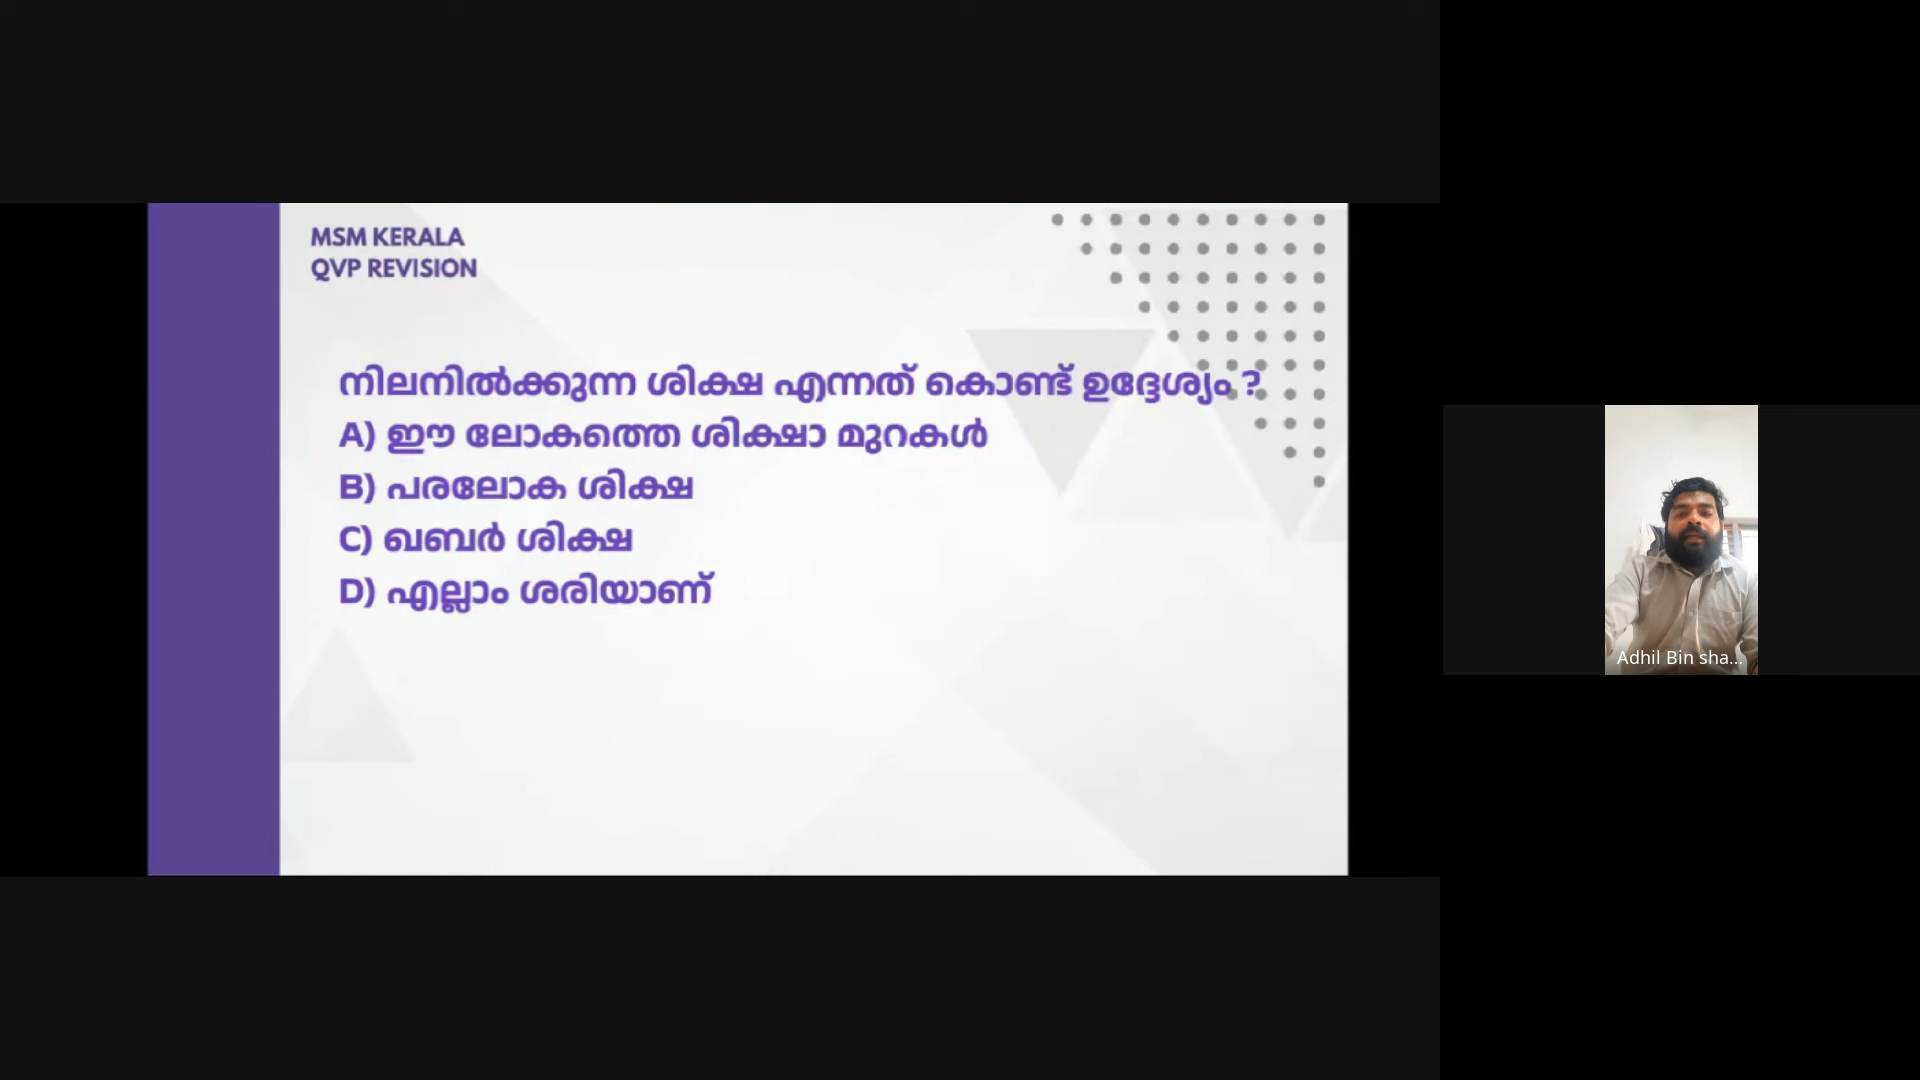 MSM KERALA
QVP REVISION
നിലനിൽക്കുന്ന ശിക്ഷ എന്നത് കൊണ്ട് ഉദ്ദേശ്യം ?
A) ഈ ലോകത്തെ ശിക്ഷാ മുറകൾ
B) പരലോക ശിക്ഷ
C) ഖബർ ശിക്ഷ
D) എല്ലാം ശരിയാണ്
Adhil Bin sha...